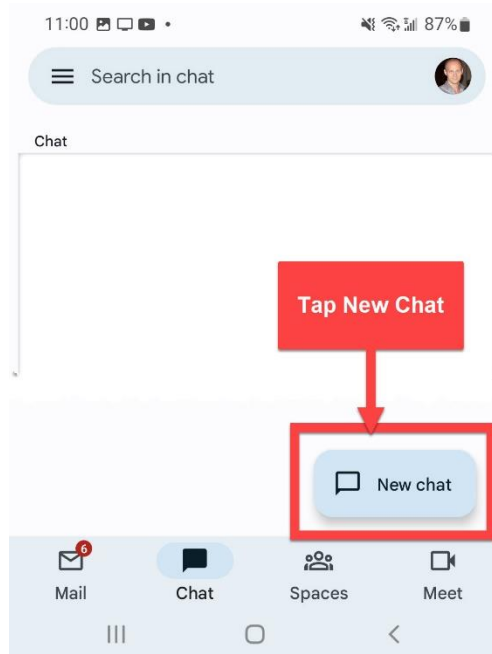 11:00 87%
Search in chat
Chat
Tap New Chat
New chat
6
Mail Chat Spaces Meet